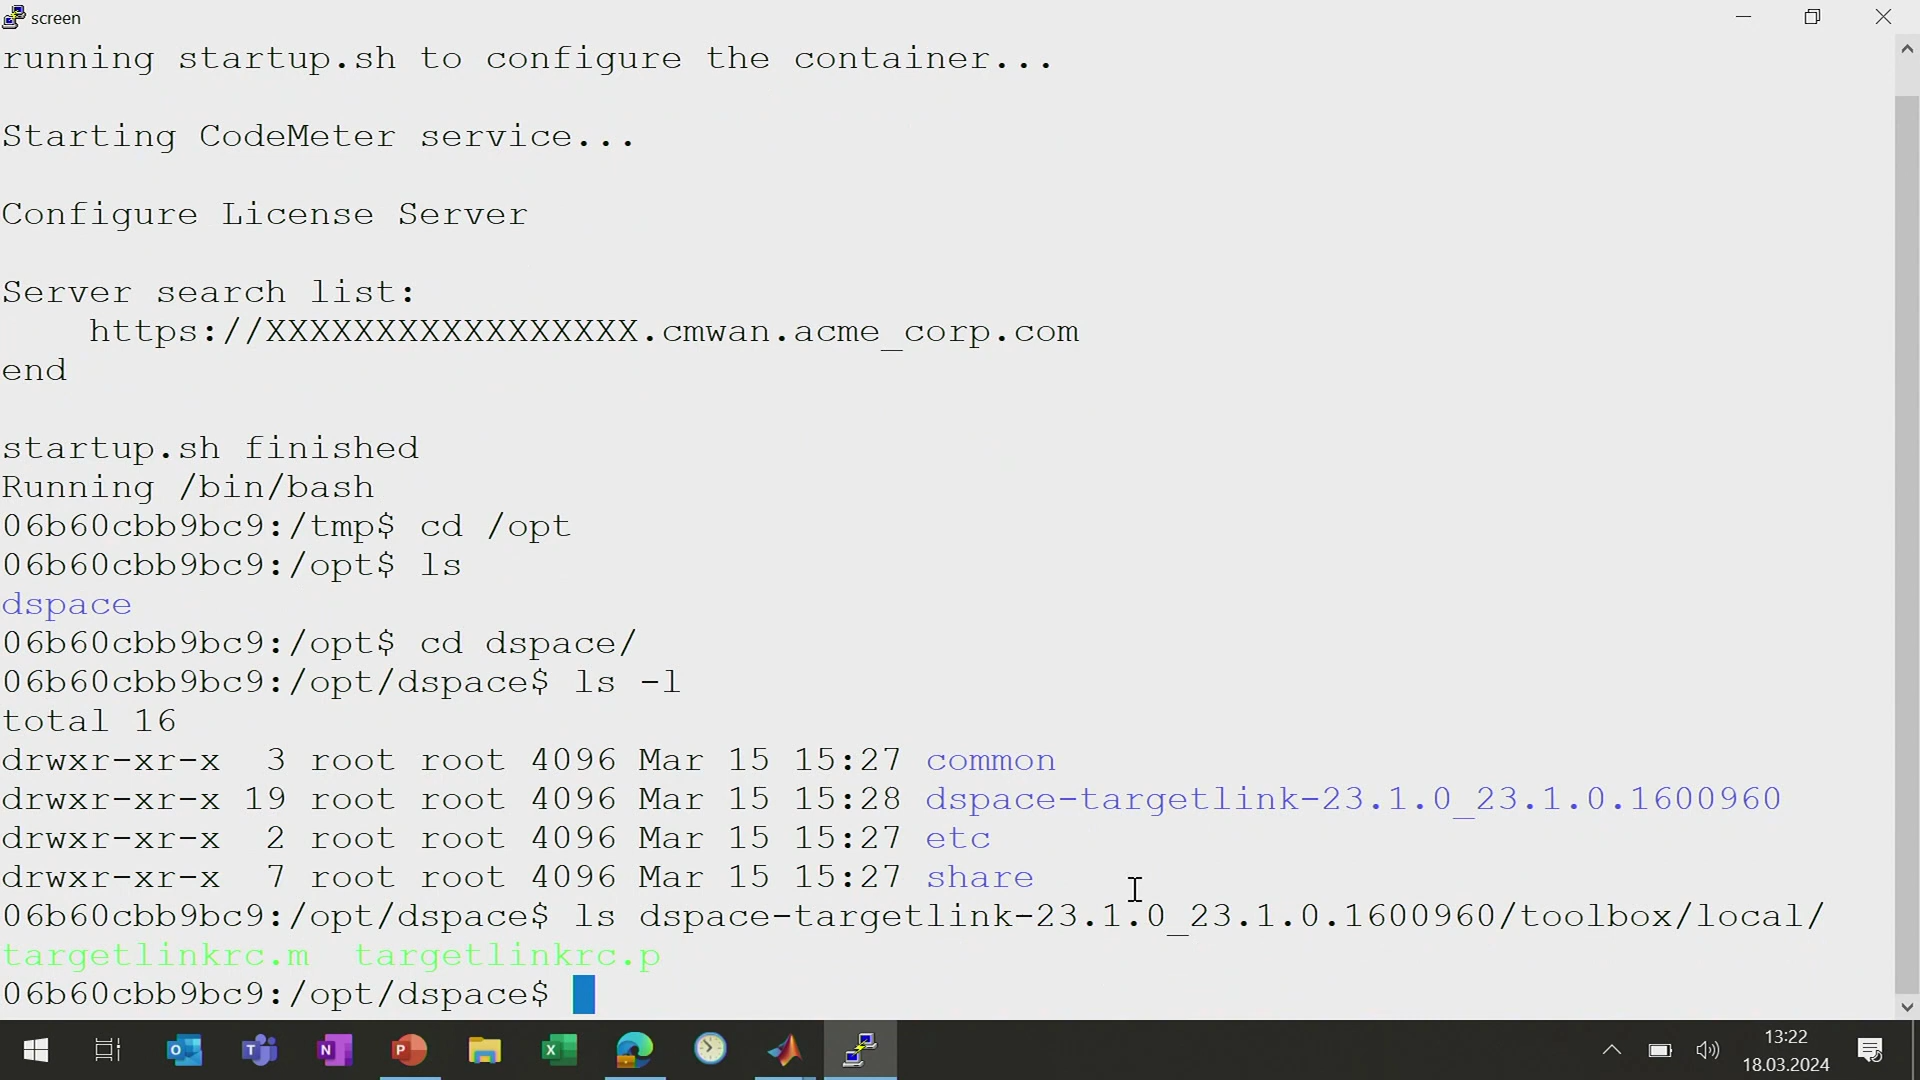 screen
running startup.sh to configure the container...
Starting CodeMeter service...
Configure License Server
Server search list:
    https://XXXXXXXXXXXXXXXXX.cmwan.acme_corp.com
end
startup.sh finished
Running /bin/bash
06b60cbb9bc9:/tmp$ cd /opt
06b60cbb9bc9:/opt$ ls
dspace
06b60cbb9bc9:/opt$ cd dspace/
06b60cbb9bc9:/opt/dspace$ ls -l
total 16
drwxr-xr-x  3 root root 4096 Mar 15 15:27 common
drwxr-xr-x 19 root root 4096 Mar 15 15:28 dspace-targetlink-23.1.0_23.1.0.1600960
drwxr-xr-x  2 root root 4096 Mar 15 15:27 etc
drwxr-xr-x  7 root root 4096 Mar 15 15:27 share
06b60cbb9bc9:/opt/dspace$ ls dspace-targetlink-23.1.0_23.1.0.1600960/toolbox/local/
targetlinkrc.m  targetlinkrc.p
06b60cbb9bc9:/opt/dspace$
13:22
18.03.2024